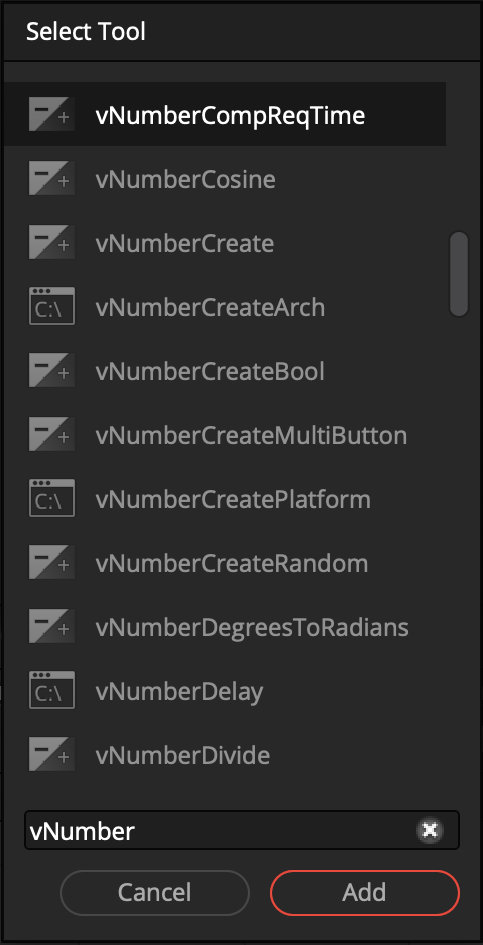 Select Tool
vNumberCompReqTime
vNumberCosine
vNumberCreate
C:\ vNumberCreateArch
vNumberCreateBool
vNumberCreateMultiButton
C:\ vNumberCreatePlatform
vNumberCreateRandom
vNumberDegreesToRadians
C:\ vNumberDelay
vNumberDivide
vNumber
Cancel Add